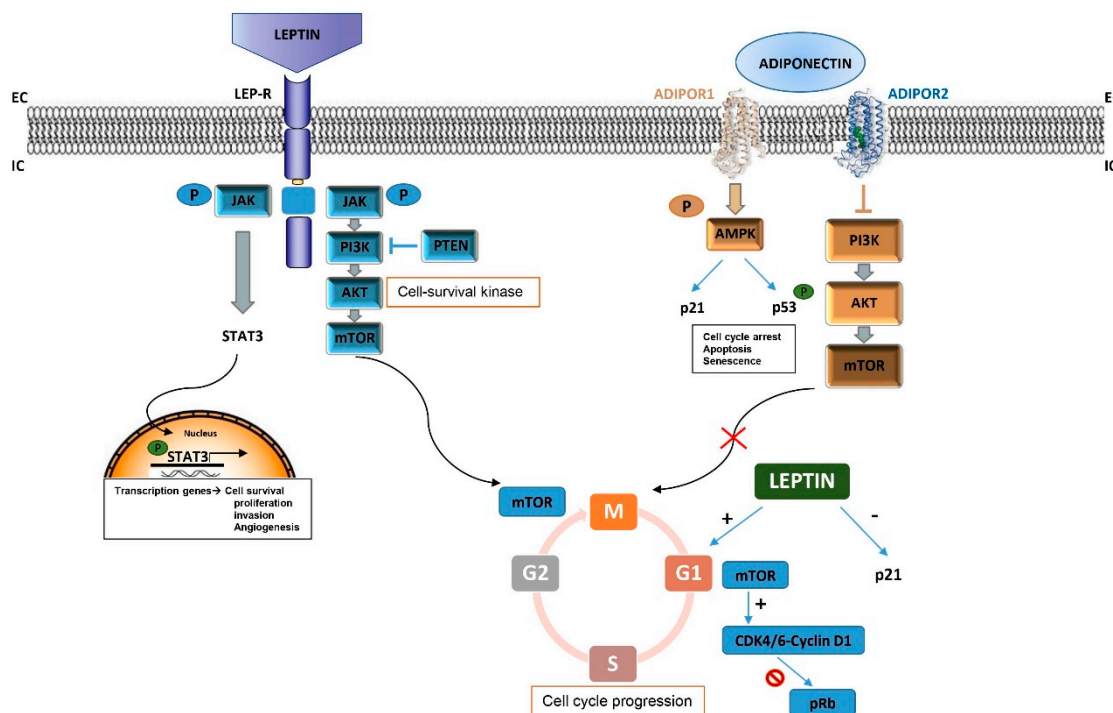 LEPTIN
LEP-R
ADIPONECTIN
ADIPOR1
ADIPOR2
EC
E
IC
IC
P
JAK
JAK
P
PI3K
PTEN
AKT
Cell-survival kinase
mTOR
STAT3
P
AMPK
p21
p53
P
Cell cycle arrest
Apoptosis
Senescence
PI3K
AKT
mTOR
Nucleus
P
STAT3
Transcription genes→ Cell survival
proliferation
invasion
Angiogenesis
mTOR
M
G1
S
G2
Cell cycle progression
LEPTIN
+
-
p21
mTOR
+
CDK4/6-Cyclin D1
pRb